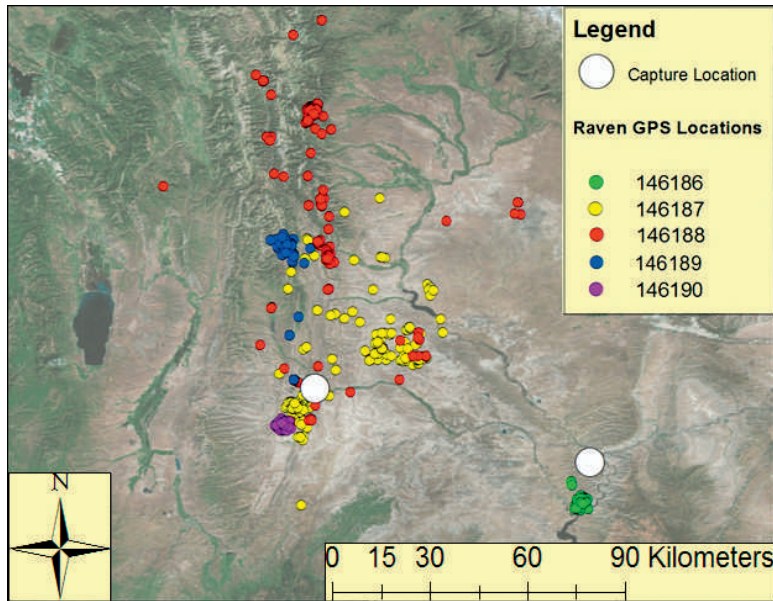 Legend
Capture Location
Raven GPS Locations
146186
146187
146188
146189
146190
N
0 15 30 60 90 Kilometers